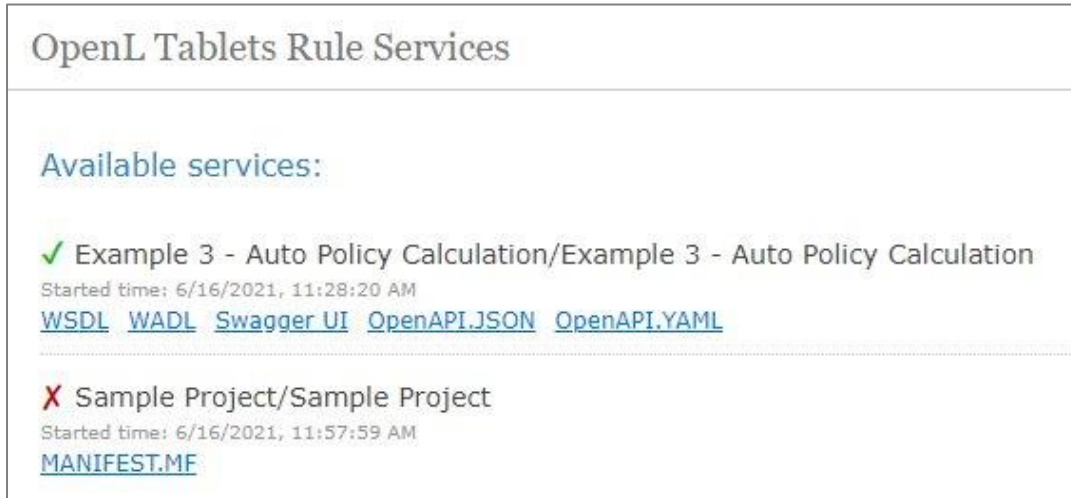 OpenL Tablets Rule Services
Available services:
✓ Example 3 - Auto Policy Calculation/Example 3 - Auto Policy Calculation
Started time: 6/16/2021, 11:28:20 AM
WSDL WADL Swagger UI OpenAPI.JSON OpenAPI.YAML
✗ Sample Project/Sample Project
Started time: 6/16/2021, 11:57:59 AM
MANIFEST.MF